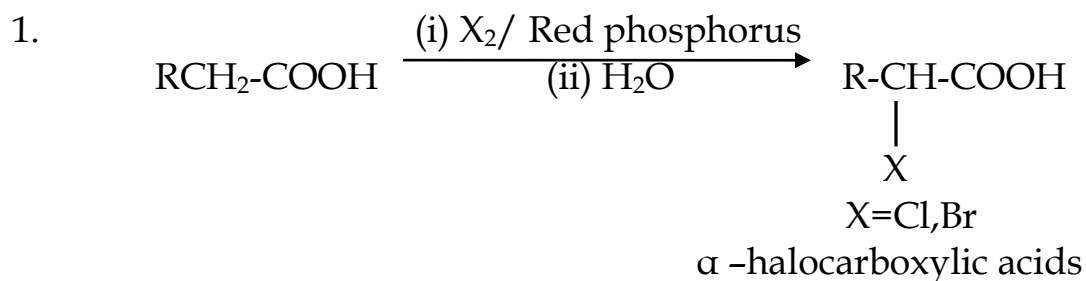 1.
(i) X₂/ Red phosphorus
RCH₂-COOH
(ii) H₂O
R-CH-COOH
|
X
X=Cl,Br
α –halocarboxylic acids